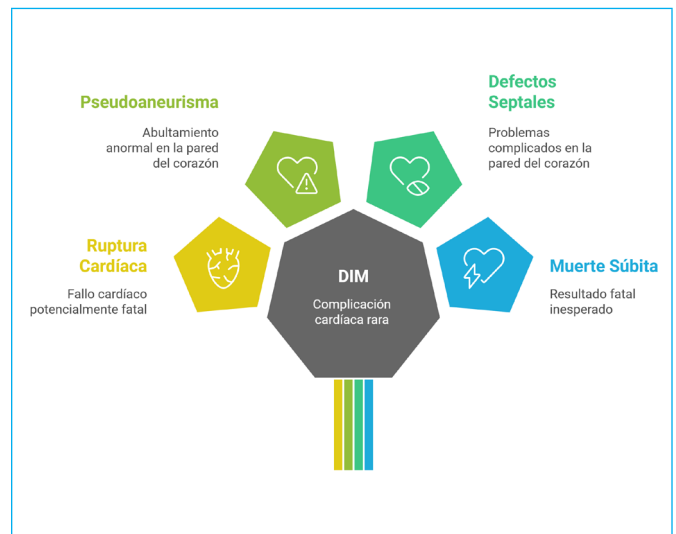 Pseudoaneurisma
Abultamiento
anormal en la pared
del corazón
Defectos
Septales
Problemas
complicados en la
pared del corazón
Ruptura
Cardíaca
Fallo cardíaco
potencialmente fatal
DIM
Complicación
cardíaca rara
Muerte Súbita
Resultado fatal
inesperado